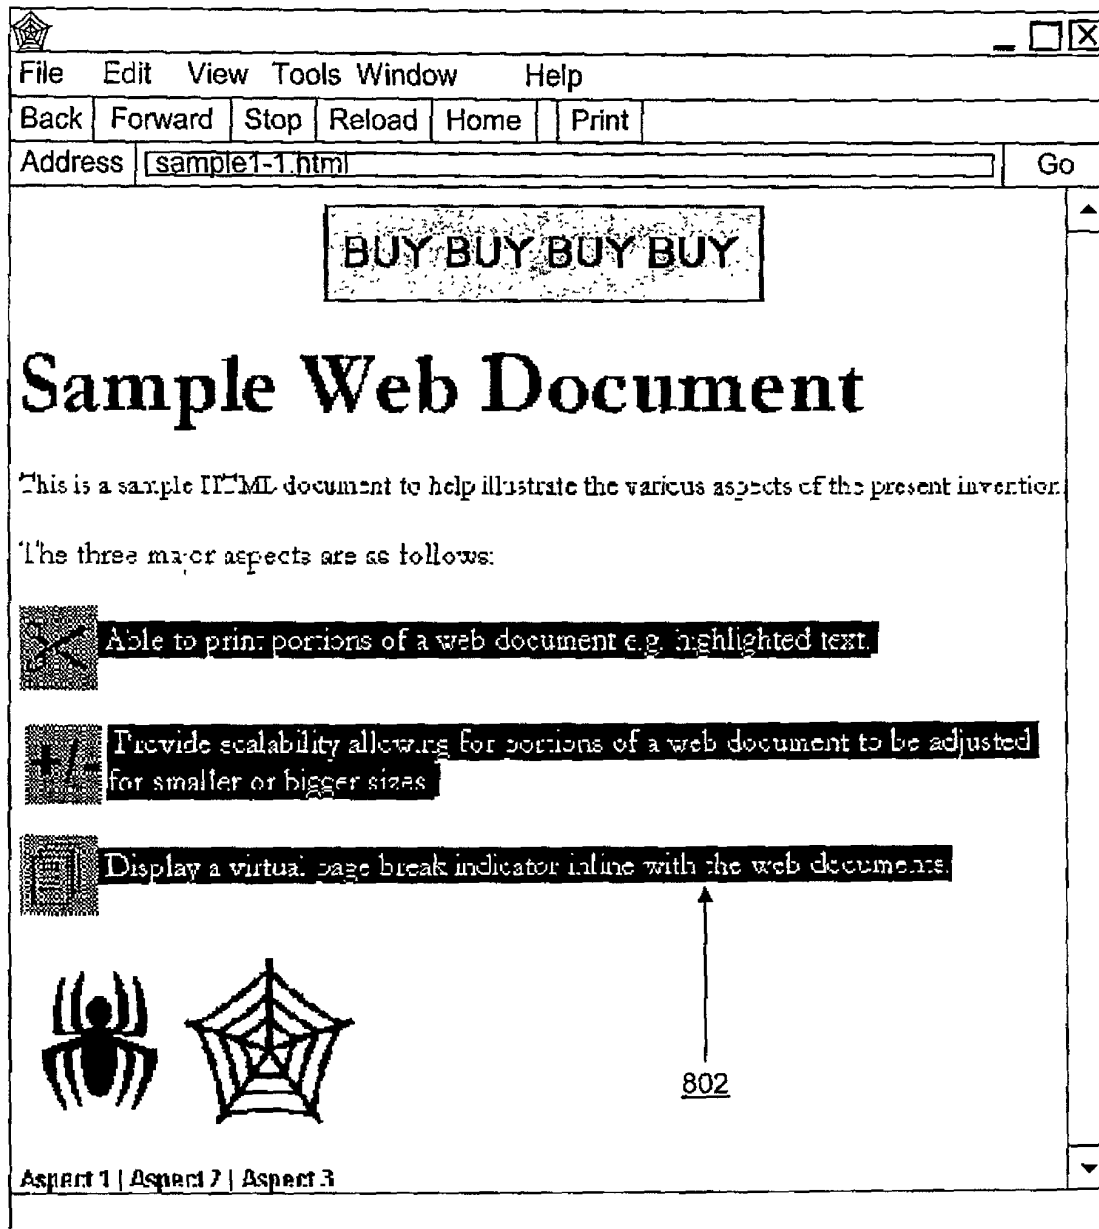 File Edit View Tools Window Help
Back Forward Stop Reload Home Print
Address sample1-1.html Go
BUY BUY BUY BUY
Sample Web Document
This is a sample HTML document to help illustrate the various aspects of the present invention.
The three major aspects are as follows:
Able to print portions of a web document e.g. highlighted text.
+/- Provide scalability allowing for portions of a web document to be adjusted
for smaller or bigger sizes.
Display a virtual page break indicator inline with the web documents.
802
Aspect 1 | Aspect 2 | Aspect 3